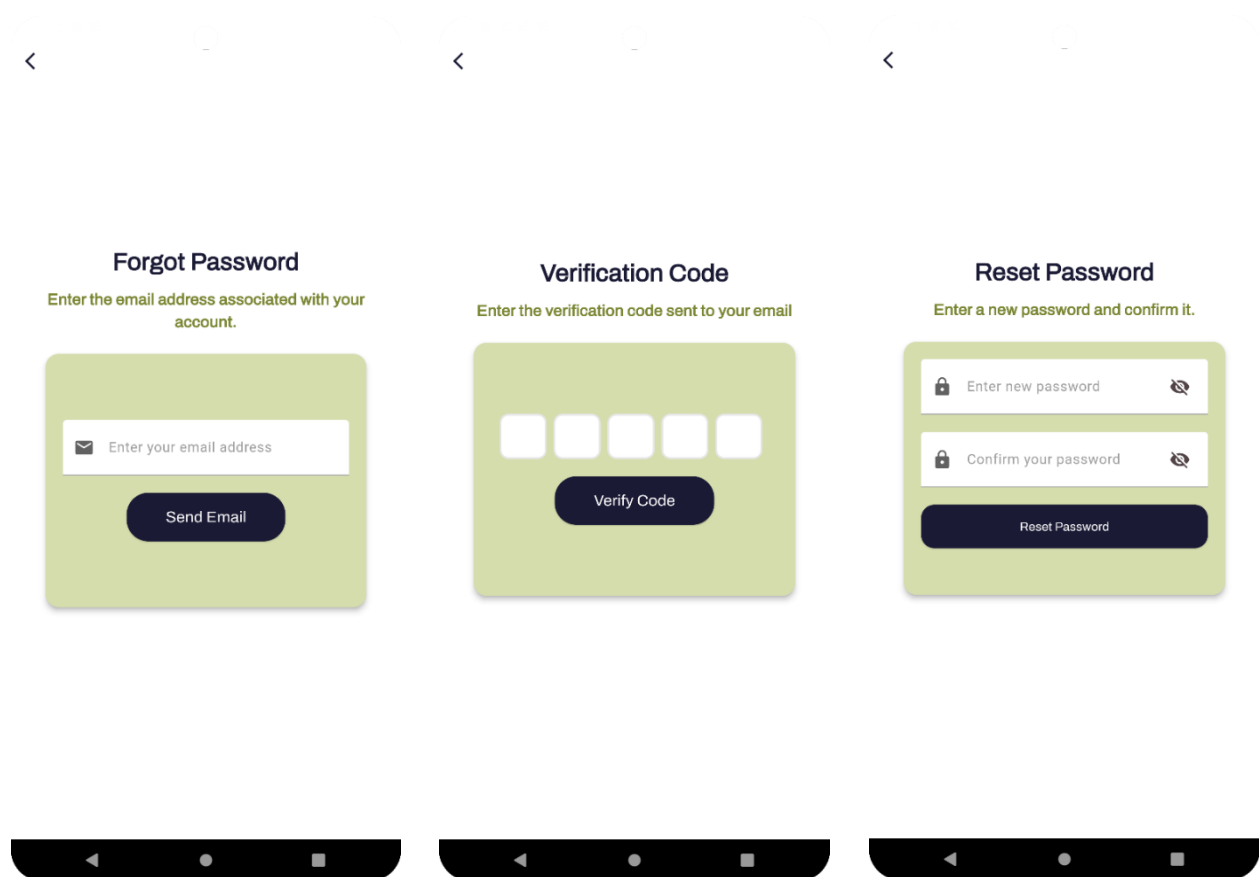 Forgot Password
Enter the email address associated with your
account.
Enter your email address
Send Email
Verification Code
Enter the verification code sent to your email
Verify Code
Reset Password
Enter a new password and confirm it.
Enter new password
Confirm your password
Reset Password